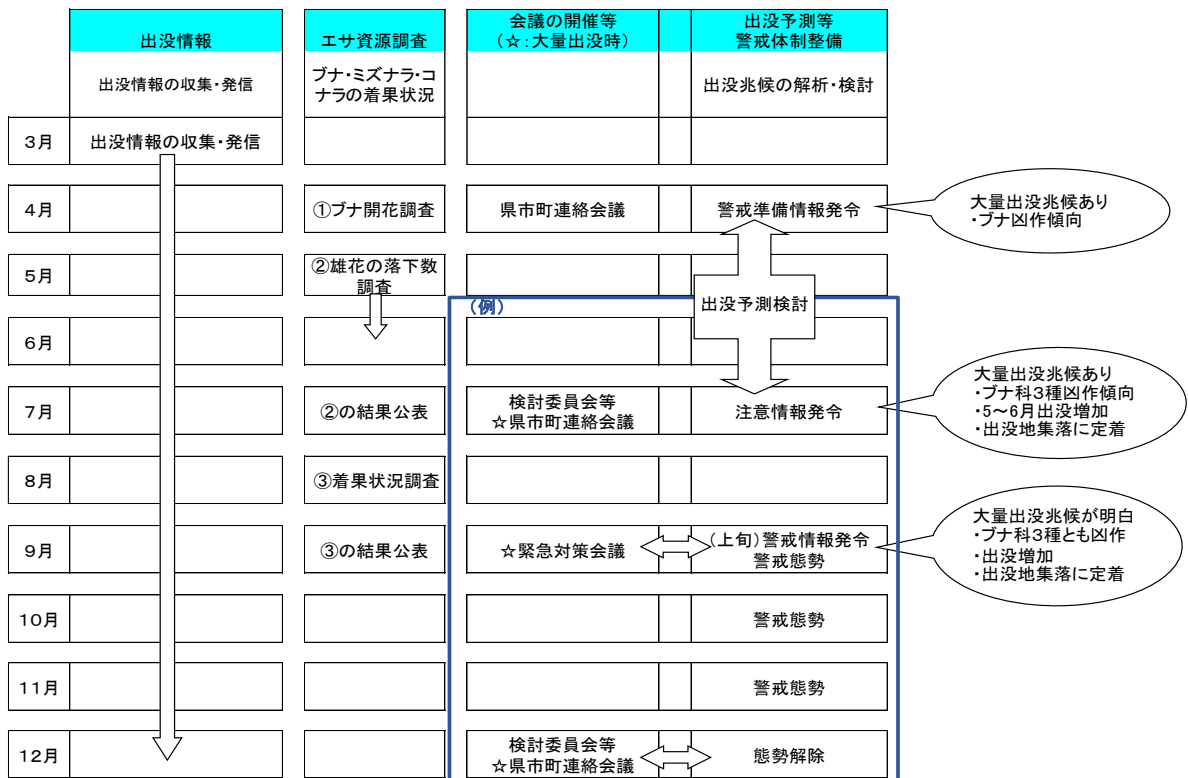 出没情報
エサ資源調査
会議の開催等
(☆:大量出没時)
出没予測等
警戒体制整備
出没情報の収集・発信
ブナ・ミズナラ・コ
ナラの着果状況
出没兆候の解析・検討
3月
出没情報の収集・発信
4月
①ブナ開花調査
県市町連絡会議
警戒準備情報発令
大量出没兆候あり
・ブナ凶作傾向
5月
②雄花の落下数
調査
(例)
出没予測検討
6月
7月
②の結果公表
検討委員会等
☆県市町連絡会議
注意情報発令
大量出没兆候あり
・ブナ科3種凶作傾向
・5~6月出没増加
・出没地集落に定着
8月
③着果状況調査
9月
③の結果公表
☆緊急対策会議
(上旬)警戒情報発令
警戒態勢
大量出没兆候が明白
・ブナ科3種とも凶作
・出没増加
・出没地集落に定着
10月
警戒態勢
11月
警戒態勢
12月
検討委員会等
☆県市町連絡会議
態勢解除